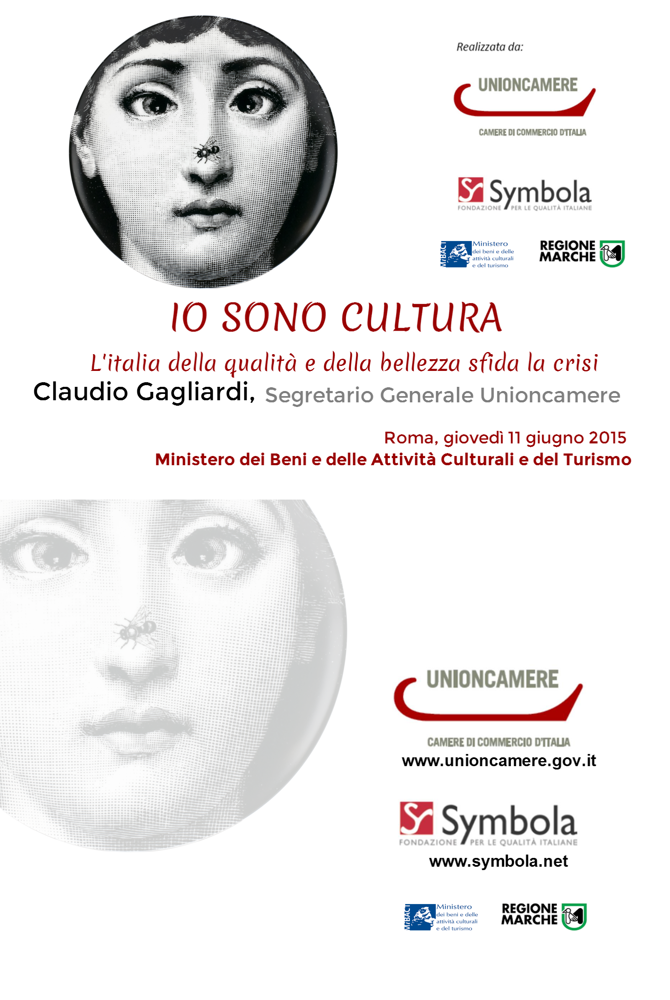 Realizzata da:
UNIONCAMERE
CAMERE DI COMMERCIO D'ITALIA
Sy Symbola
FONDAZIONE PER LE QUALITÀ ITALIANE
MiBACT
Ministero
dei beni e delle
attività culturali
e del turismo
REGIONE
MARCHE
IO SONO CULTURA
L'italia della qualità e della bellezza sfida la crisi
Claudio Gagliardi, Segretario Generale Unioncamere
Roma, giovedì 11 giugno 2015
Ministero dei Beni e delle Attività Culturali e del Turismo
UNIONCAMERE
CAMERE DI COMMERCIO D'ITALIA
www.unioncamere.gov.it
Sy Symbola
FONDAZIONE PER LE QUALITÀ ITALIANE
www.symbola.net
MiBACT
Ministero
dei beni e delle
attività culturali
e del turismo
REGIONE
MARCHE